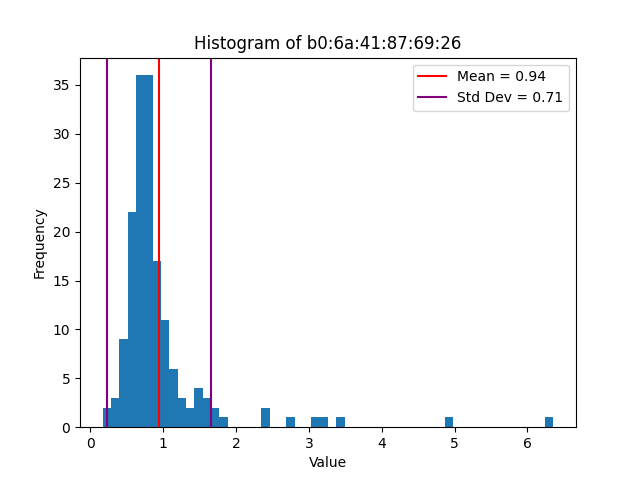 Histogram of b0:6a:41:87:69:26
Mean = 0.94
Std Dev = 0.71
Frequency
35
30
25
20
15
10
5
0
0 1 2 3 4 5 6
Value